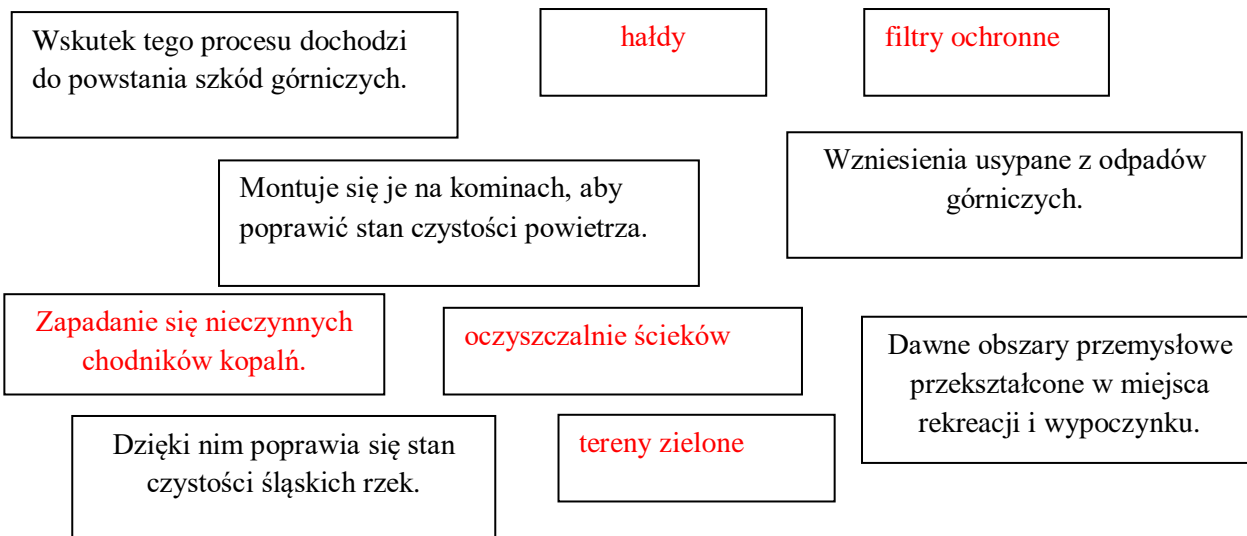 Wskutek tego procesu dochodzi
do powstania szkód górniczych.
hałdy
filtry ochronne
Montuje się je na kominach, aby
poprawić stan czystości powietrza.
Wzniesienia usypane z odpadów
górniczych.
Zapadanie się nieczynnych
chodników kopalń.
oczyszczalnie ścieków
Dawne obszary przemysłowe
przekształcone w miejsca
rekreacji i wypoczynku.
Dzięki nim poprawia się stan
czystości śląskich rzek.
tereny zielone